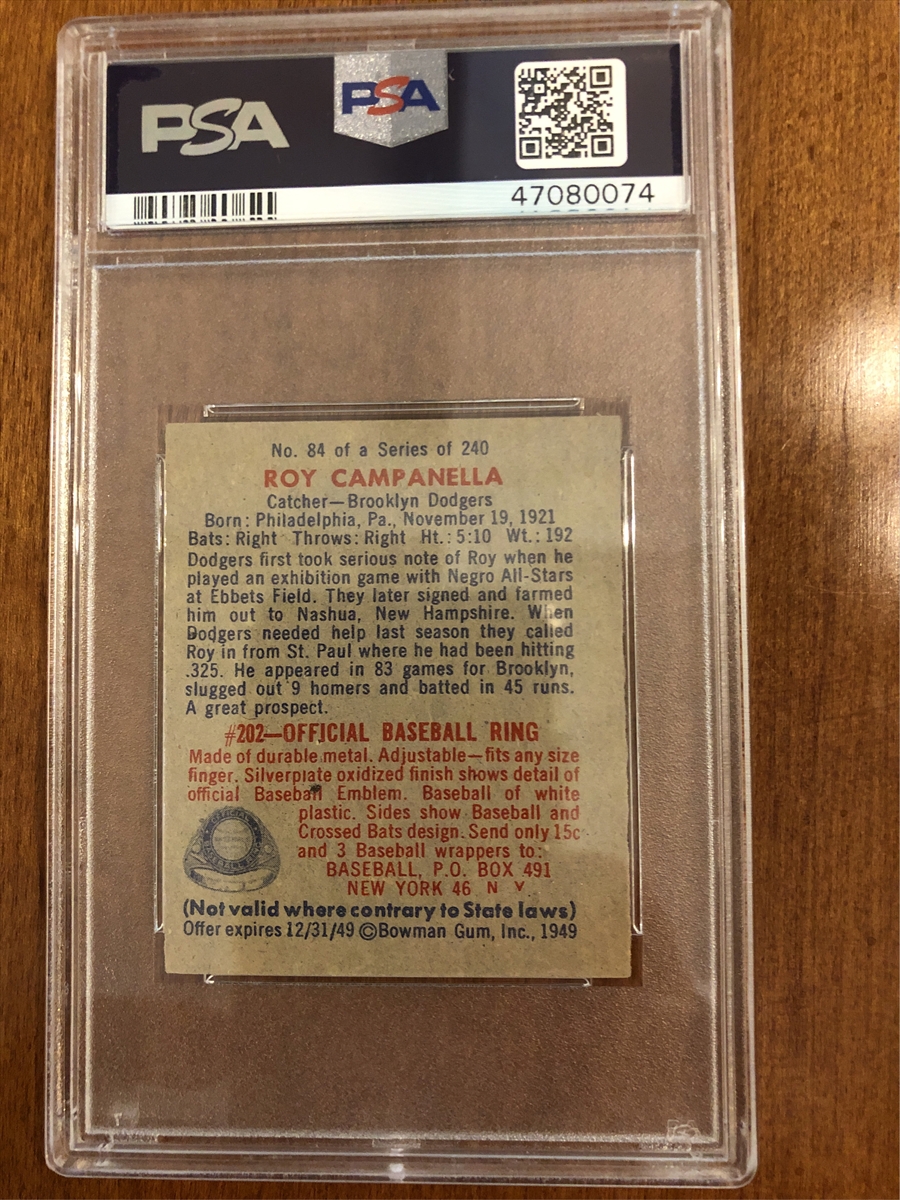 PSA
PSA
47080074
No. 84 of a Series of 240
ROY CAMPANELLA
Catcher—Brooklyn Dodgers
Born: Philadelphia, Pa., November 19, 1921
Bats: Right Throws: Right Ht.: 5:10 Wt.: 192
Dodgers first took serious note of Roy when he
played an exhibition game with Negro All-Stars
at Ebbets Field. They later signed and farmed
him out to Nashua, New Hampshire. When
Dodgers needed help last season they called
Roy in from St. Paul where he had been hitting
.325. He appeared in 83 games for Brooklyn,
slugged out 9 homers and batted in 45 runs.
A great prospect.
#202—OFFICIAL BASEBALL RING
Made of durable metal. Adjustable—fits any size
finger. Silverplate oxidized finish shows detail of
official Baseball Emblem. Baseball of white
plastic. Sides show Baseball and
Crossed Bats design. Send only 15c
and 3 Baseball wrappers to:
BASEBALL, P.O. BOX 491
NEW YORK 46 N Y
(Not valid where contrary to State laws)
Offer expires 12/31/49 ©Bowman Gum, Inc., 1949
OFFICIAL
BASEBALL RING